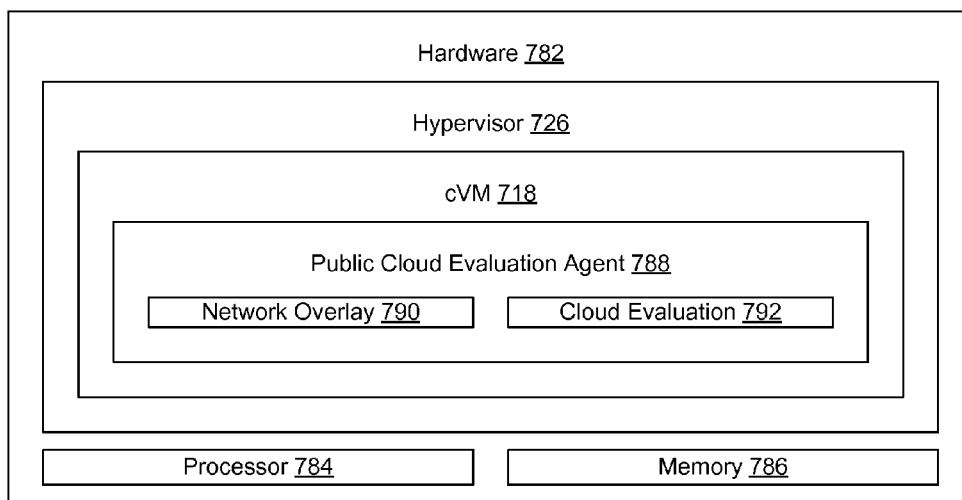 Hardware 782
Hypervisor 726
cVM 718
Public Cloud Evaluation Agent 788
Network Overlay 790
Cloud Evaluation 792
Processor 784
Memory 786